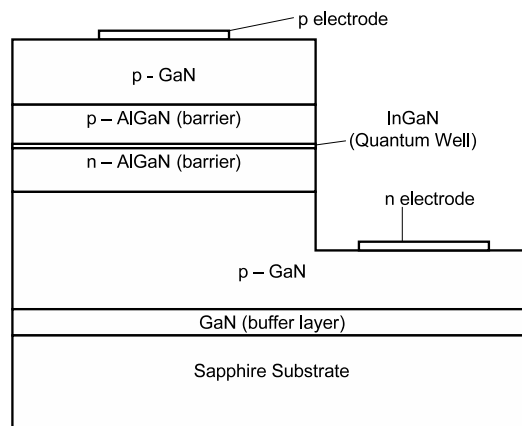 p electrode
p - GaN
p – AlGaN (barrier)
InGaN
(Quantum Well)
n – AlGaN (barrier)
n electrode
p – GaN
GaN (buffer layer)
Sapphire Substrate